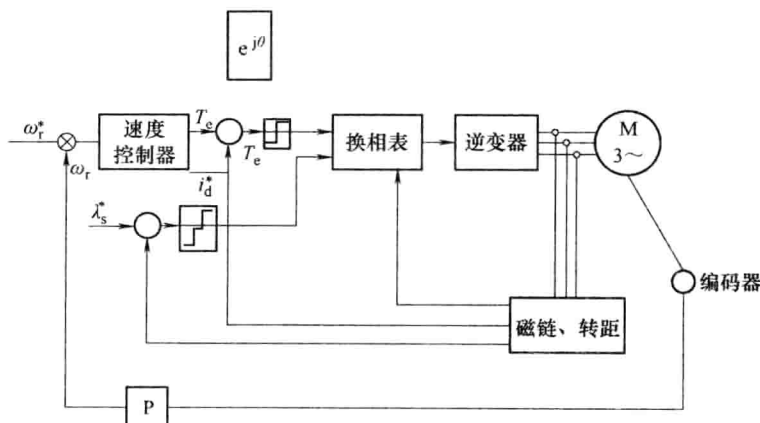 e^{jθ}
ω_r^*
速度
控制器
T_e
T_e
ω_r
i_d^*
λ_s^*
换相表
逆变器
M
3～
编码器
磁链、转距
P